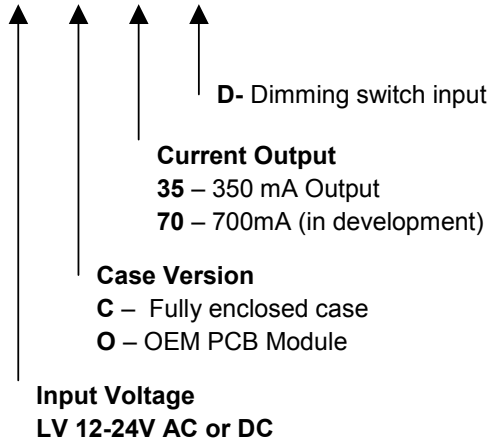 D- Dimming switch input
Current Output
35 – 350 mA Output
70 – 700mA (in development)
Case Version
C – Fully enclosed case
O – OEM PCB Module
Input Voltage
LV 12-24V AC or DC